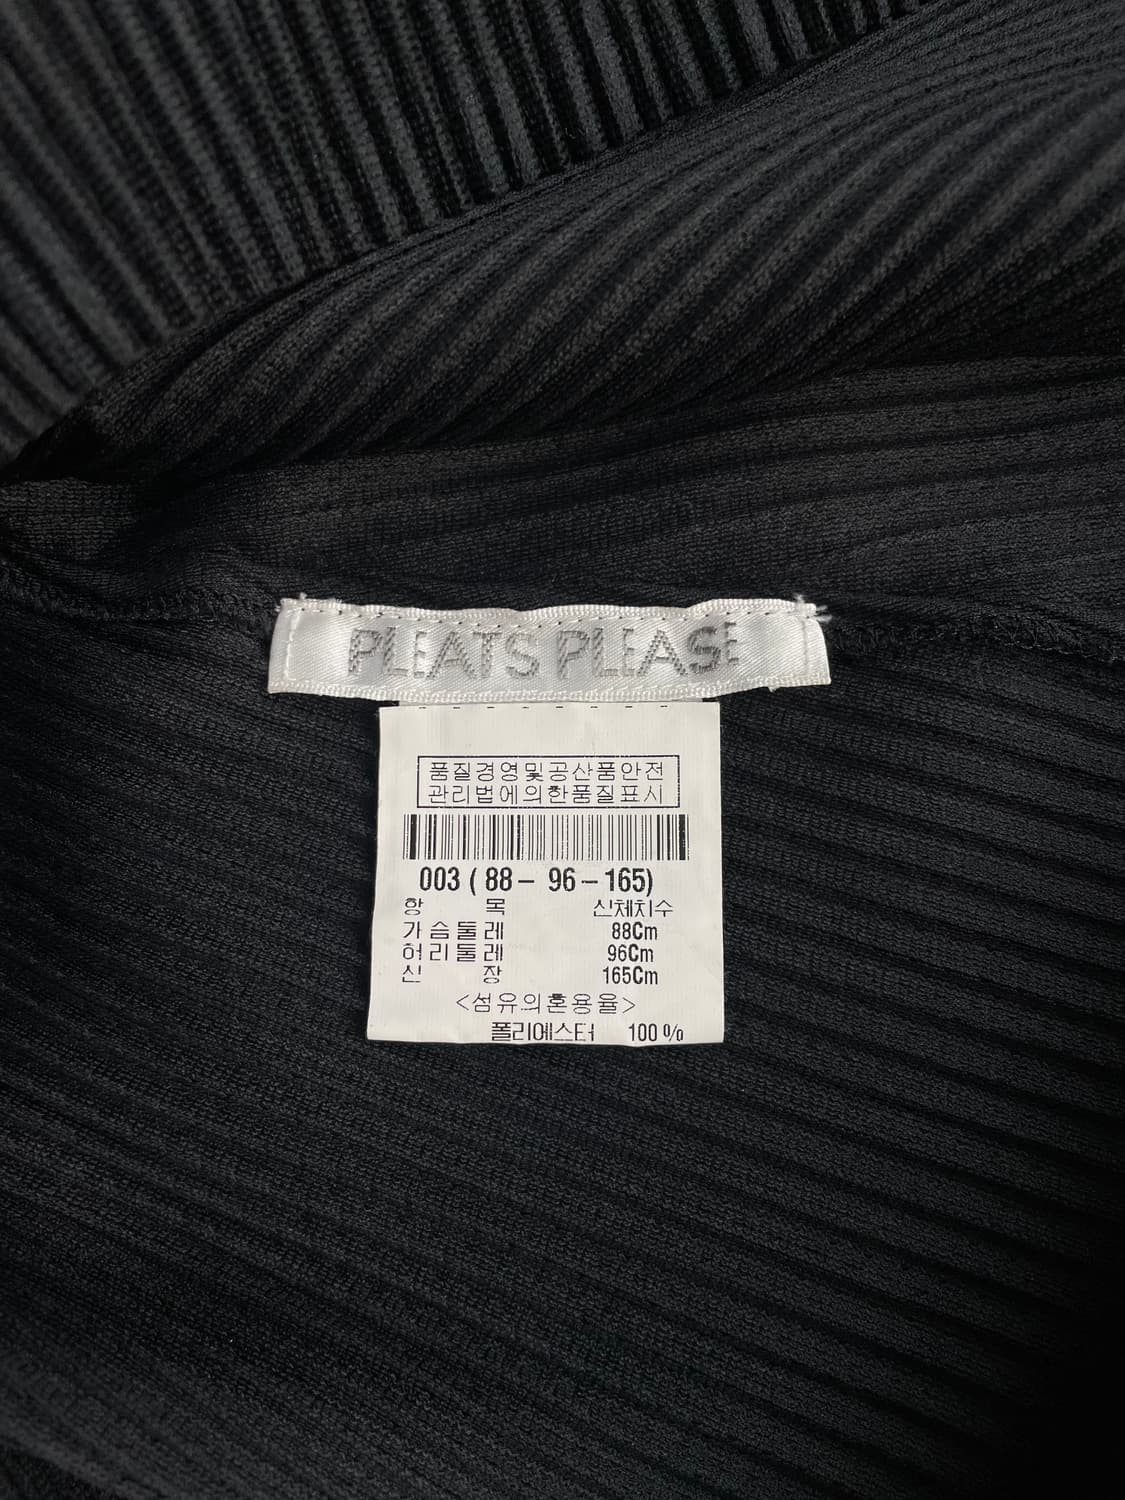 PLEATS PLEASE
품질경영및공산품안전
관리법에의한품질표시
003 ( 88 - 96 - 165)
항 목 신체치수
가슴둘레 88Cm
허리둘레 96Cm
신 장 165Cm
<섬유의혼용율>
폴리에스터 100 %